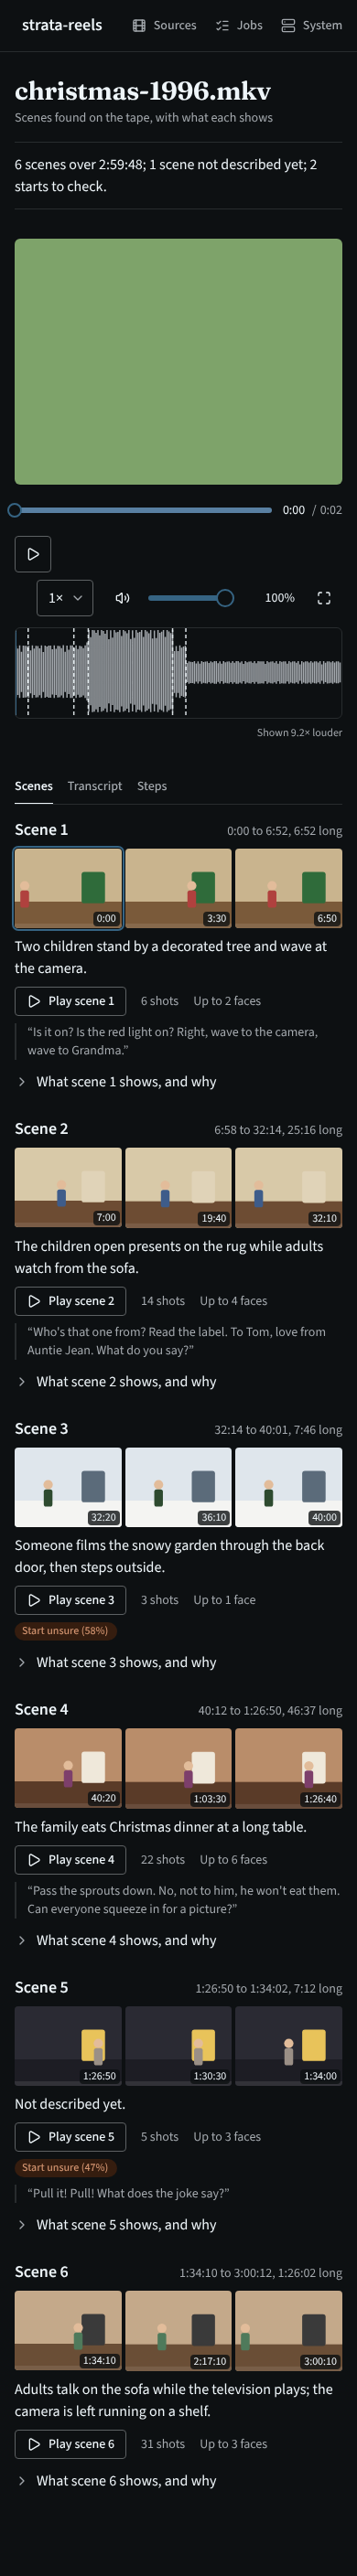 strata-reels
Sources
Jobs
System
christmas-1996.mkv
Scenes found on the tape, with what each shows
6 scenes over 2:59:48; 1 scene not described yet; 2
starts to check.
0:00 / 0:02
1×
100%
Shown 9.2× louder
Scenes
Transcript
Steps
Scene 1
0:00 to 6:52, 6:52 long
0:00
3:30
6:50
Two children stand by a decorated tree and wave at
the camera.
Play scene 1
6 shots
Up to 2 faces
“Is it on? Is the red light on? Right, wave to the camera,
wave to Grandma.”
What scene 1 shows, and why
Scene 2
6:58 to 32:14, 25:16 long
7:00
19:40
32:10
The children open presents on the rug while adults
watch from the sofa.
Play scene 2
14 shots
Up to 4 faces
“Who's that one from? Read the label. To Tom, love from
Auntie Jean. What do you say?”
What scene 2 shows, and why
Scene 3
32:14 to 40:01, 7:46 long
32:20
36:10
40:00
Someone films the snowy garden through the back
door, then steps outside.
Play scene 3
3 shots
Up to 1 face
Start unsure (58%)
What scene 3 shows, and why
Scene 4
40:12 to 1:26:50, 46:37 long
40:20
1:03:30
1:26:40
The family eats Christmas dinner at a long table.
Play scene 4
22 shots
Up to 6 faces
“Pass the sprouts down. No, not to him, he won't eat them.
Can everyone squeeze in for a picture?”
What scene 4 shows, and why
Scene 5
1:26:50 to 1:34:02, 7:12 long
1:26:50
1:30:30
1:34:00
Not described yet.
Play scene 5
5 shots
Up to 3 faces
Start unsure (47%)
“Pull it! Pull! What does the joke say?”
What scene 5 shows, and why
Scene 6
1:34:10 to 3:00:12, 1:26:02 long
1:34:10
2:17:10
3:00:10
Adults talk on the sofa while the television plays; the
camera is left running on a shelf.
Play scene 6
31 shots
Up to 3 faces
What scene 6 shows, and why